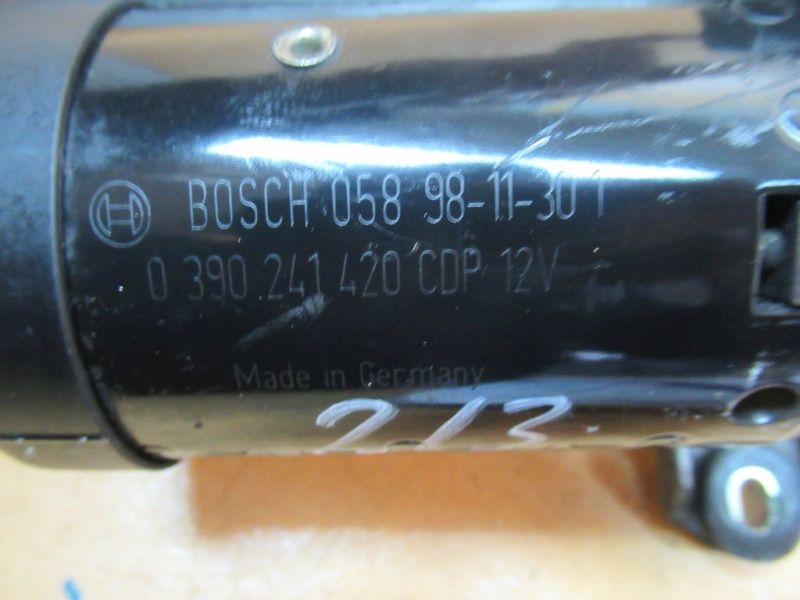 BOSCH 058 98-11-30 1
0 390 241 420 CDP 12V
Made in Germany
213